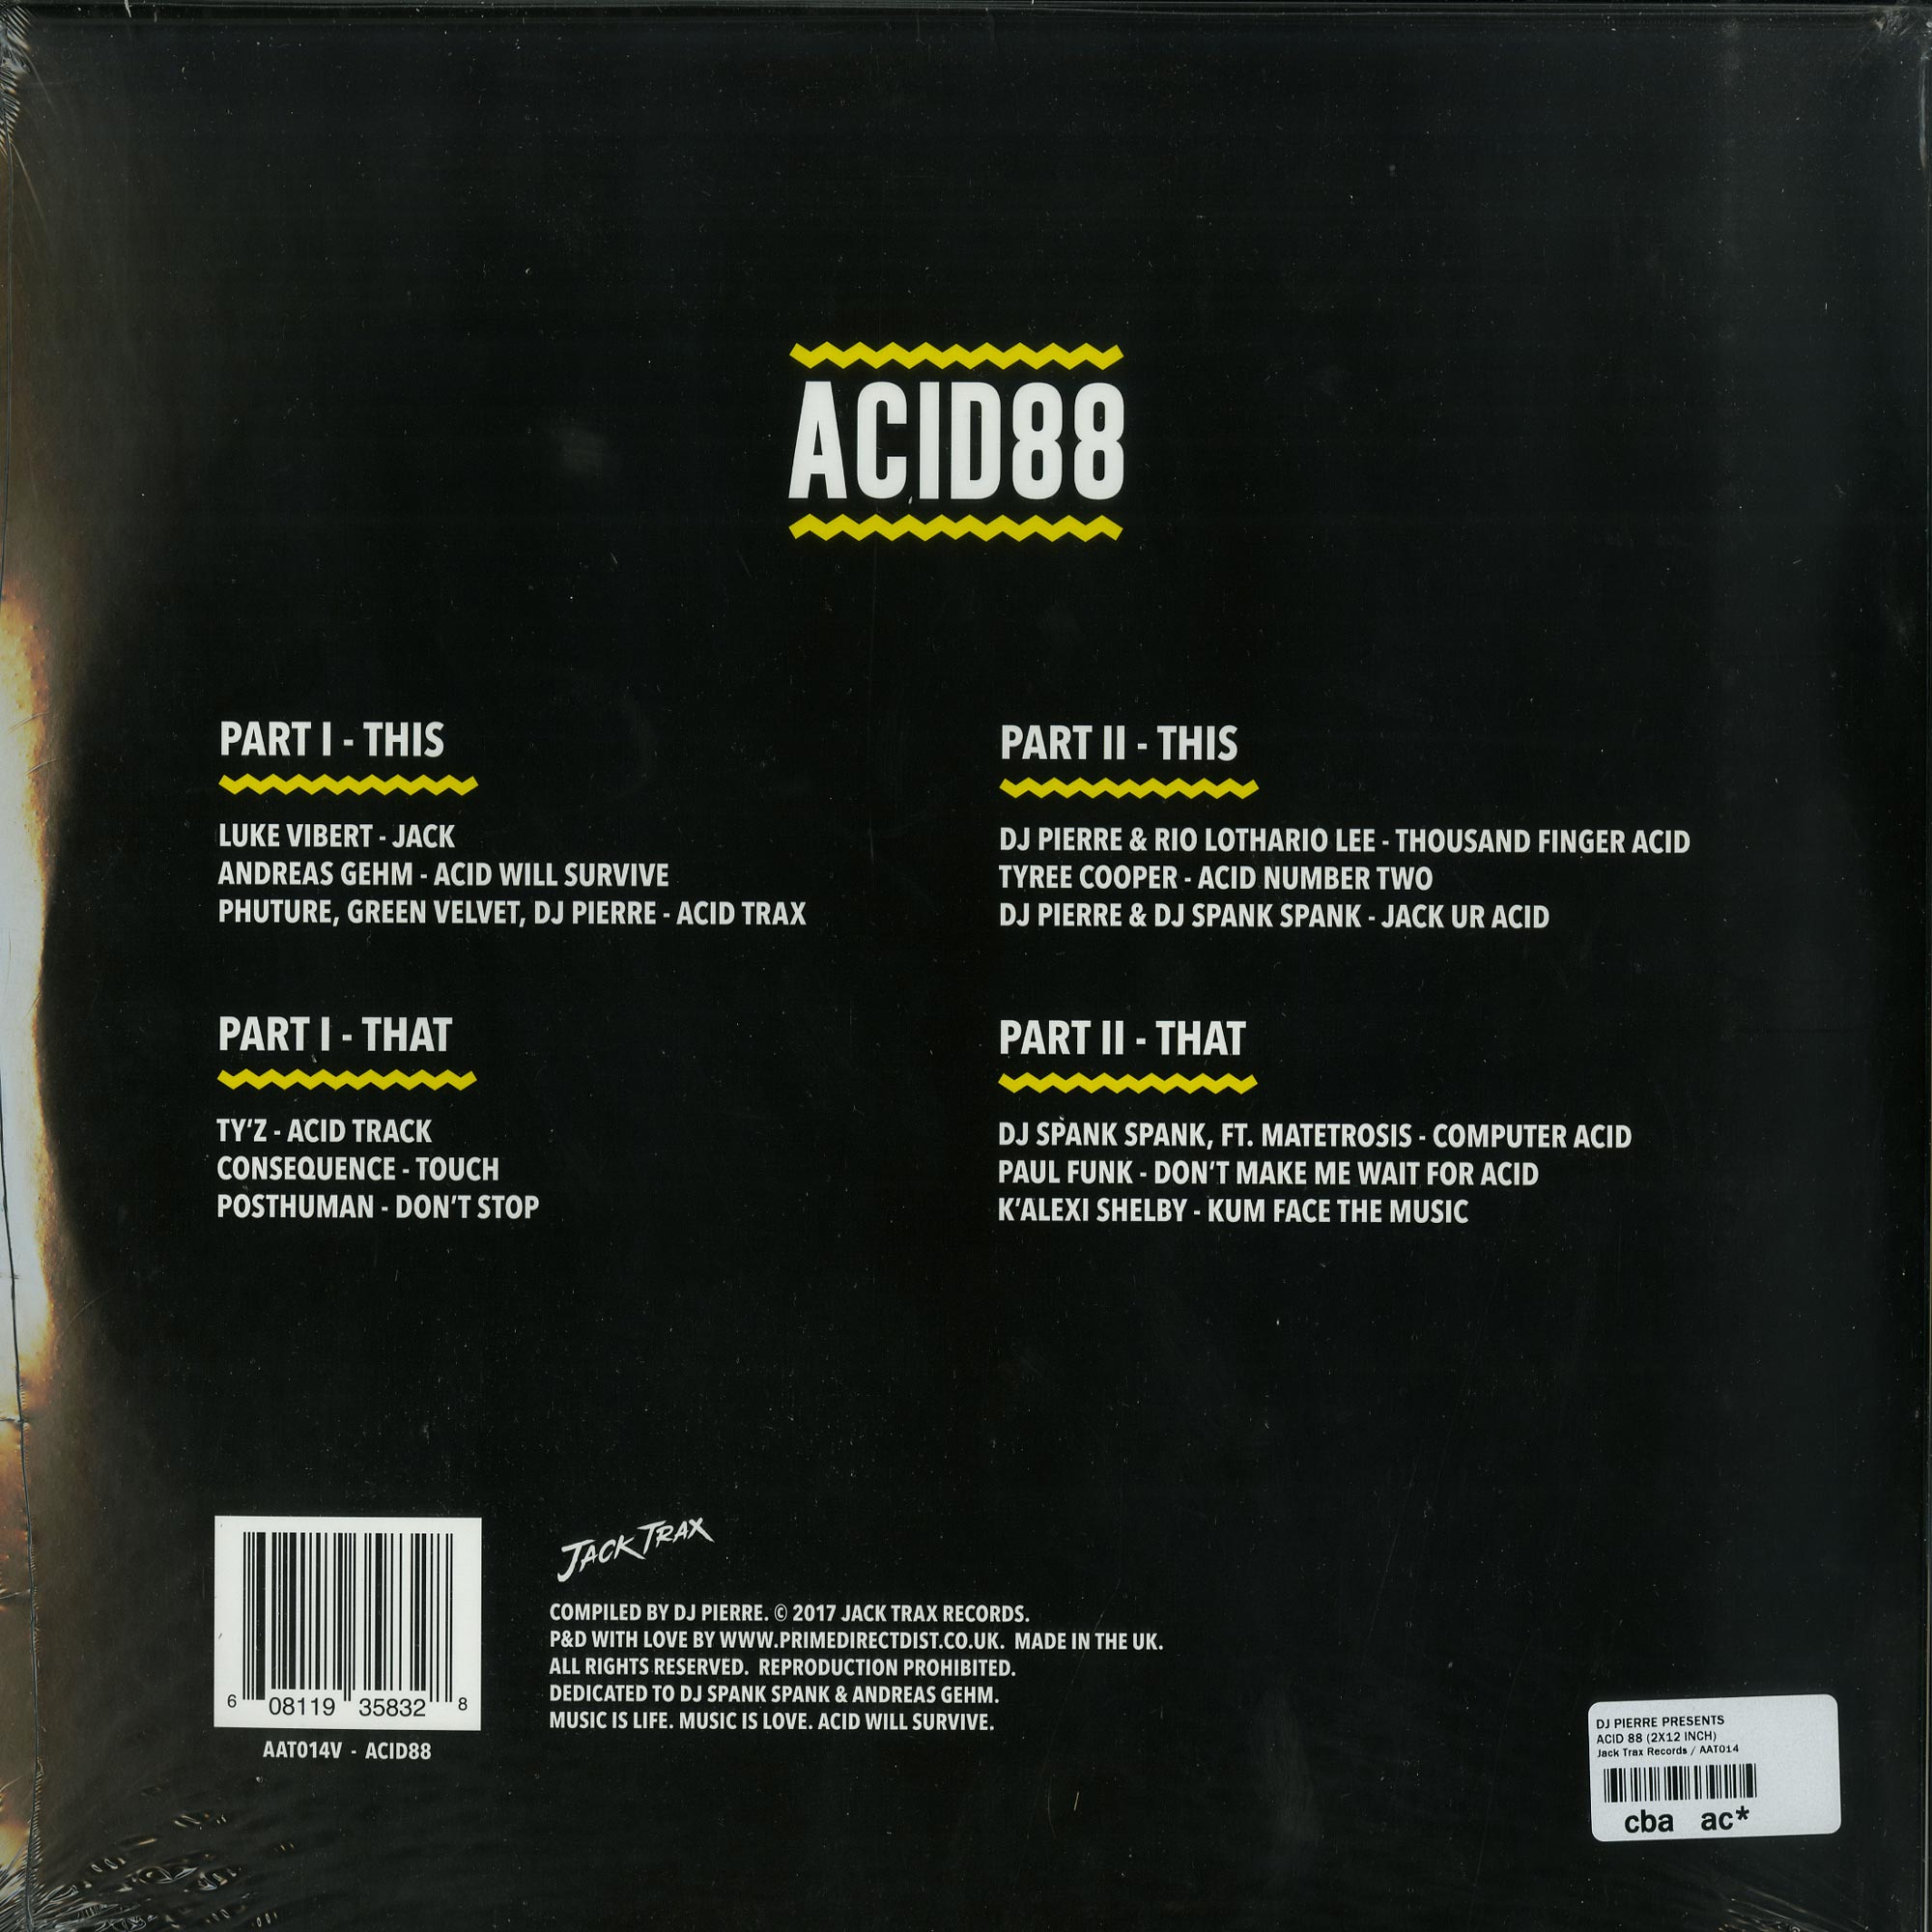 ACID88
PART I - THIS
LUKE VIBERT - JACK
ANDREAS GEHM - ACID WILL SURVIVE
PHUTURE, GREEN VELVET, DJ PIERRE - ACID TRAX
PART I - THAT
TY'Z - ACID TRACK
CONSEQUENCE - TOUCH
POSTHUMAN - DON'T STOP
PART II - THIS
DJ PIERRE & RIO LOTHARIO LEE - THOUSAND FINGER ACID
TYREE COOPER - ACID NUMBER TWO
DJ PIERRE & DJ SPANK SPANK - JACK UR ACID
PART II - THAT
DJ SPANK SPANK, FT. MATETROSIS - COMPUTER ACID
PAUL FUNK - DON'T MAKE ME WAIT FOR ACID
K'ALEXI SHELBY - KUM FACE THE MUSIC
6 08119 35832 8
AAT014V - ACID88
JACK TRAX
COMPILED BY DJ PIERRE. © 2017 JACK TRAX RECORDS.
P&D WITH LOVE BY WWW.PRIMEDIRECTDIST.CO.UK. MADE IN THE UK.
ALL RIGHTS RESERVED. REPRODUCTION PROHIBITED.
DEDICATED TO DJ SPANK SPANK & ANDREAS GEHM.
MUSIC IS LIFE. MUSIC IS LOVE. ACID WILL SURVIVE.
DJ PIERRE PRESENTS
ACID 88 (2X12 INCH)
Jack Trax Records / AAT014
cba ac*